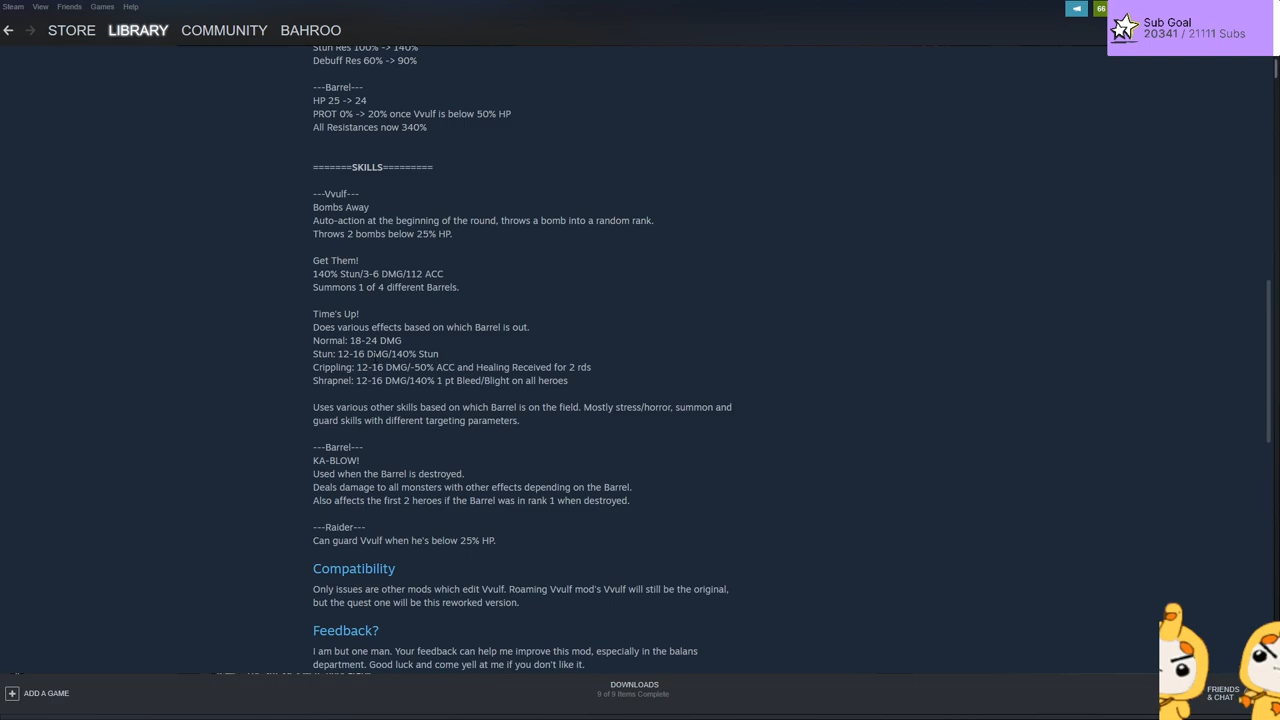 Steam View Friends Games Help
66
STORE LIBRARY COMMUNITY BAHROO
Sub Goal
20341 / 21111 Subs
Stun Res 100% -> 140%
Debuff Res 60% -> 90%
---Barrel---
HP 25 -> 24
PROT 0% -> 20% once Vvulf is below 50% HP
All Resistances now 340%
=======SKILLS=========
---Vvulf---
Bombs Away
Auto-action at the beginning of the round, throws a bomb into a random rank.
Throws 2 bombs below 25% HP.
Get Them!
140% Stun/3-6 DMG/112 ACC
Summons 1 of 4 different Barrels.
Time's Up!
Does various effects based on which Barrel is out.
Normal: 18-24 DMG
Stun: 12-16 DMG/140% Stun
Crippling: 12-16 DMG/-50% ACC and Healing Received for 2 rds
Shrapnel: 12-16 DMG/140% 1 pt Bleed/Blight on all heroes
Uses various other skills based on which Barrel is on the field. Mostly stress/horror, summon and
guard skills with different targeting parameters.
---Barrel---
KA-BLOW!
Used when the Barrel is destroyed.
Deals damage to all monsters with other effects depending on the Barrel.
Also affects the first 2 heroes if the Barrel was in rank 1 when destroyed.
---Raider---
Can guard Vvulf when he's below 25% HP.
Compatibility
Only issues are other mods which edit Vvulf. Roaming Vvulf mod's Vvulf will still be the original,
but the quest one will be this reworked version.
Feedback?
I am but one man. Your feedback can help me improve this mod, especially in the balans
department. Good luck and come yell at me if you don't like it.
ADD A GAME
DOWNLOADS
9 of 9 Items Complete
FRIENDS
& CHAT